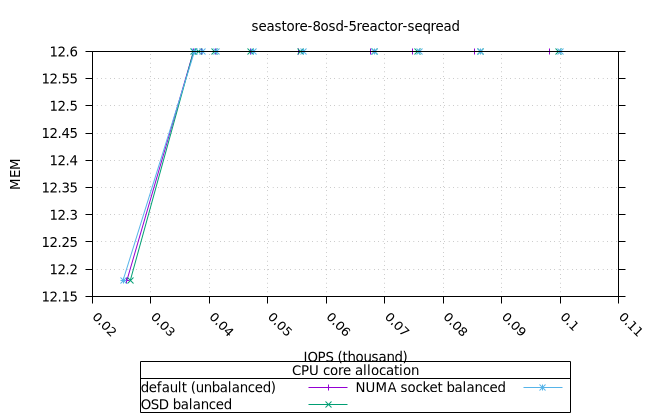 seastore-8osd-5reactor-seqread
12.6
12.55
12.5
12.45
12.4
12.35
12.3
12.25
12.2
12.15
MEM
0.02
0.03
0.04
0.05
0.06
0.07
0.08
0.09
0.1
0.11
IOPS (thousand)
CPU core allocation
default (unbalanced)
NUMA socket balanced
OSD balanced